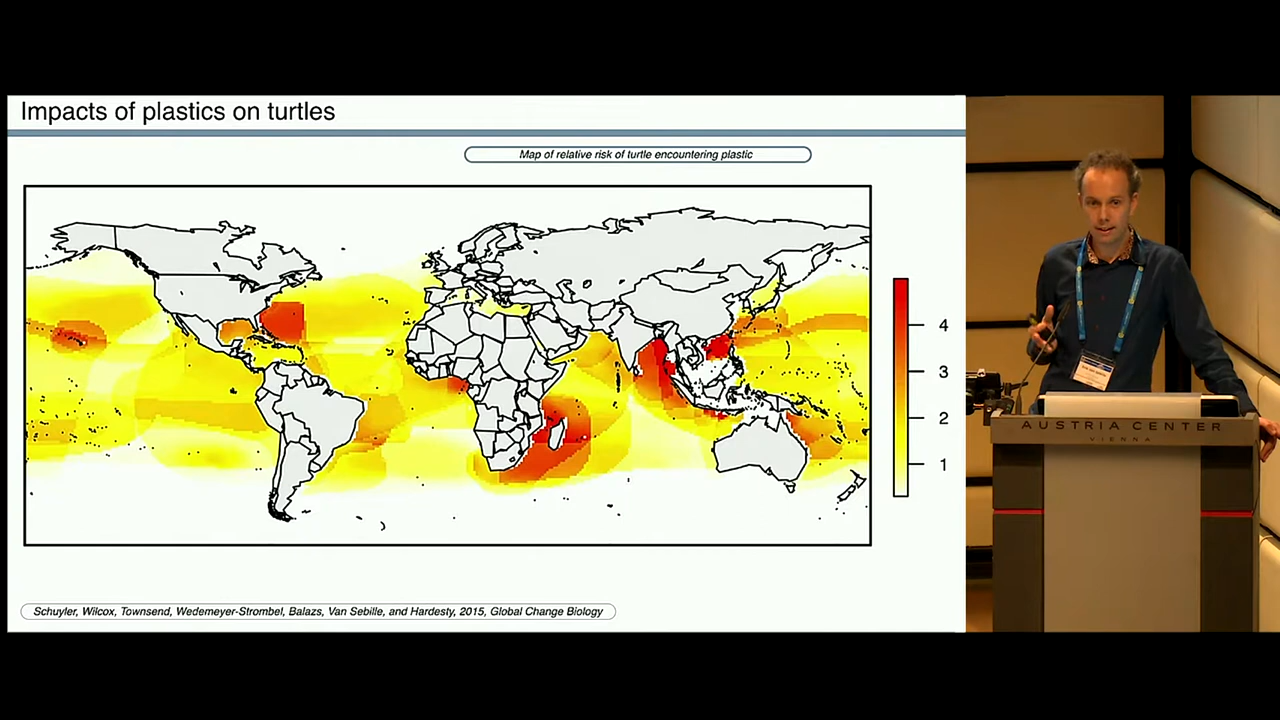 Impacts of plastics on turtles
Map of relative risk of turtle encountering plastic
4
3
2
1
Schuyler, Wilcox, Townsend, Wedemeyer-Strombel, Balazs, Van Sebille, and Hardesty, 2015, Global Change Biology
AUSTRIA CENTER
VIENNA